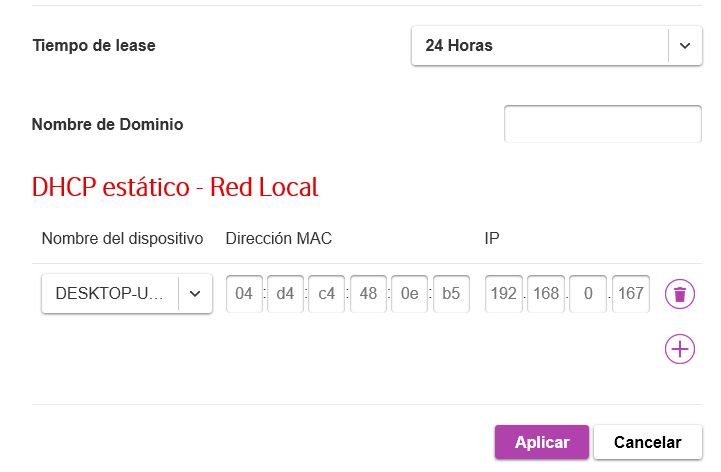 Tiempo de lease 24 Horas
Nombre de Dominio
DHCP estático - Red Local
Nombre del dispositivo Dirección MAC IP
DESKTOP-U... 04 : d4 : c4 : 48 : 0e : b5 192 . 168 . 0 . 167
Aplicar Cancelar